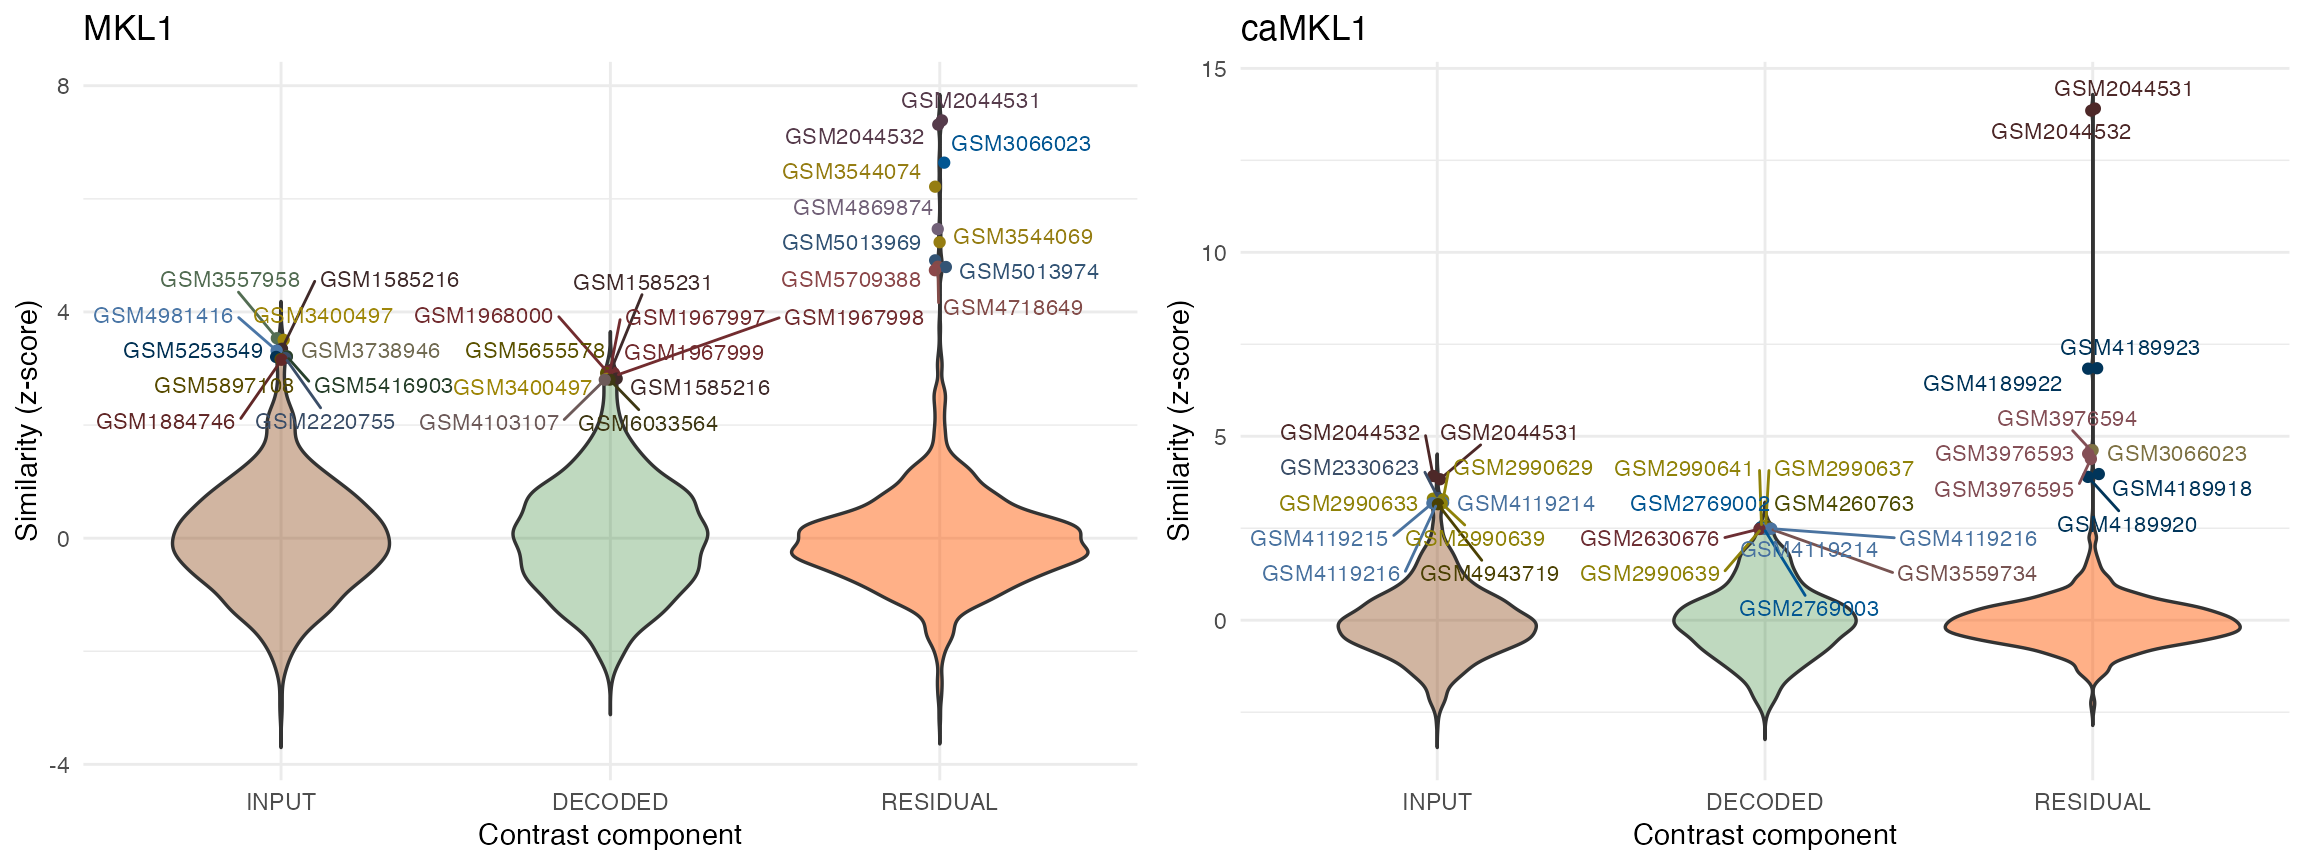 MKL1
Similarity (z-score)
8
4
0
-4
GSM2044531
GSM2044532
GSM3066023
GSM3544074
GSM4869874
GSM3544069
GSM5013969
GSM5013974
GSM5709388
GSM4718649
GSM3557958
GSM1585216
GSM4981416
GSM3400497
GSM5253549
GSM3738946
GSM5897108
GSM5416903
GSM1884746
GSM2220755
GSM1585231
GSM1968000
GSM1967997
GSM1967998
GSM5655578
GSM1967999
GSM3400497
GSM1585216
GSM4103107
GSM6033564
INPUT
DECODED
RESIDUAL
Contrast component
caMKL1
Similarity (z-score)
15
10
5
0
GSM2044531
GSM2044532
GSM4189923
GSM4189922
GSM3976594
GSM3976593
GSM3066023
GSM3976595
GSM4189918
GSM4189920
GSM2044532
GSM2044531
GSM2330623
GSM2990629
GSM2990633
GSM4119214
GSM4119215
GSM2990639
GSM4119216
GSM4943719
GSM2990641
GSM2990637
GSM2769002
GSM4260763
GSM2630676
GSM4119216
GSM4119214
GSM2990639
GSM3559734
GSM2769003
INPUT
DECODED
RESIDUAL
Contrast component